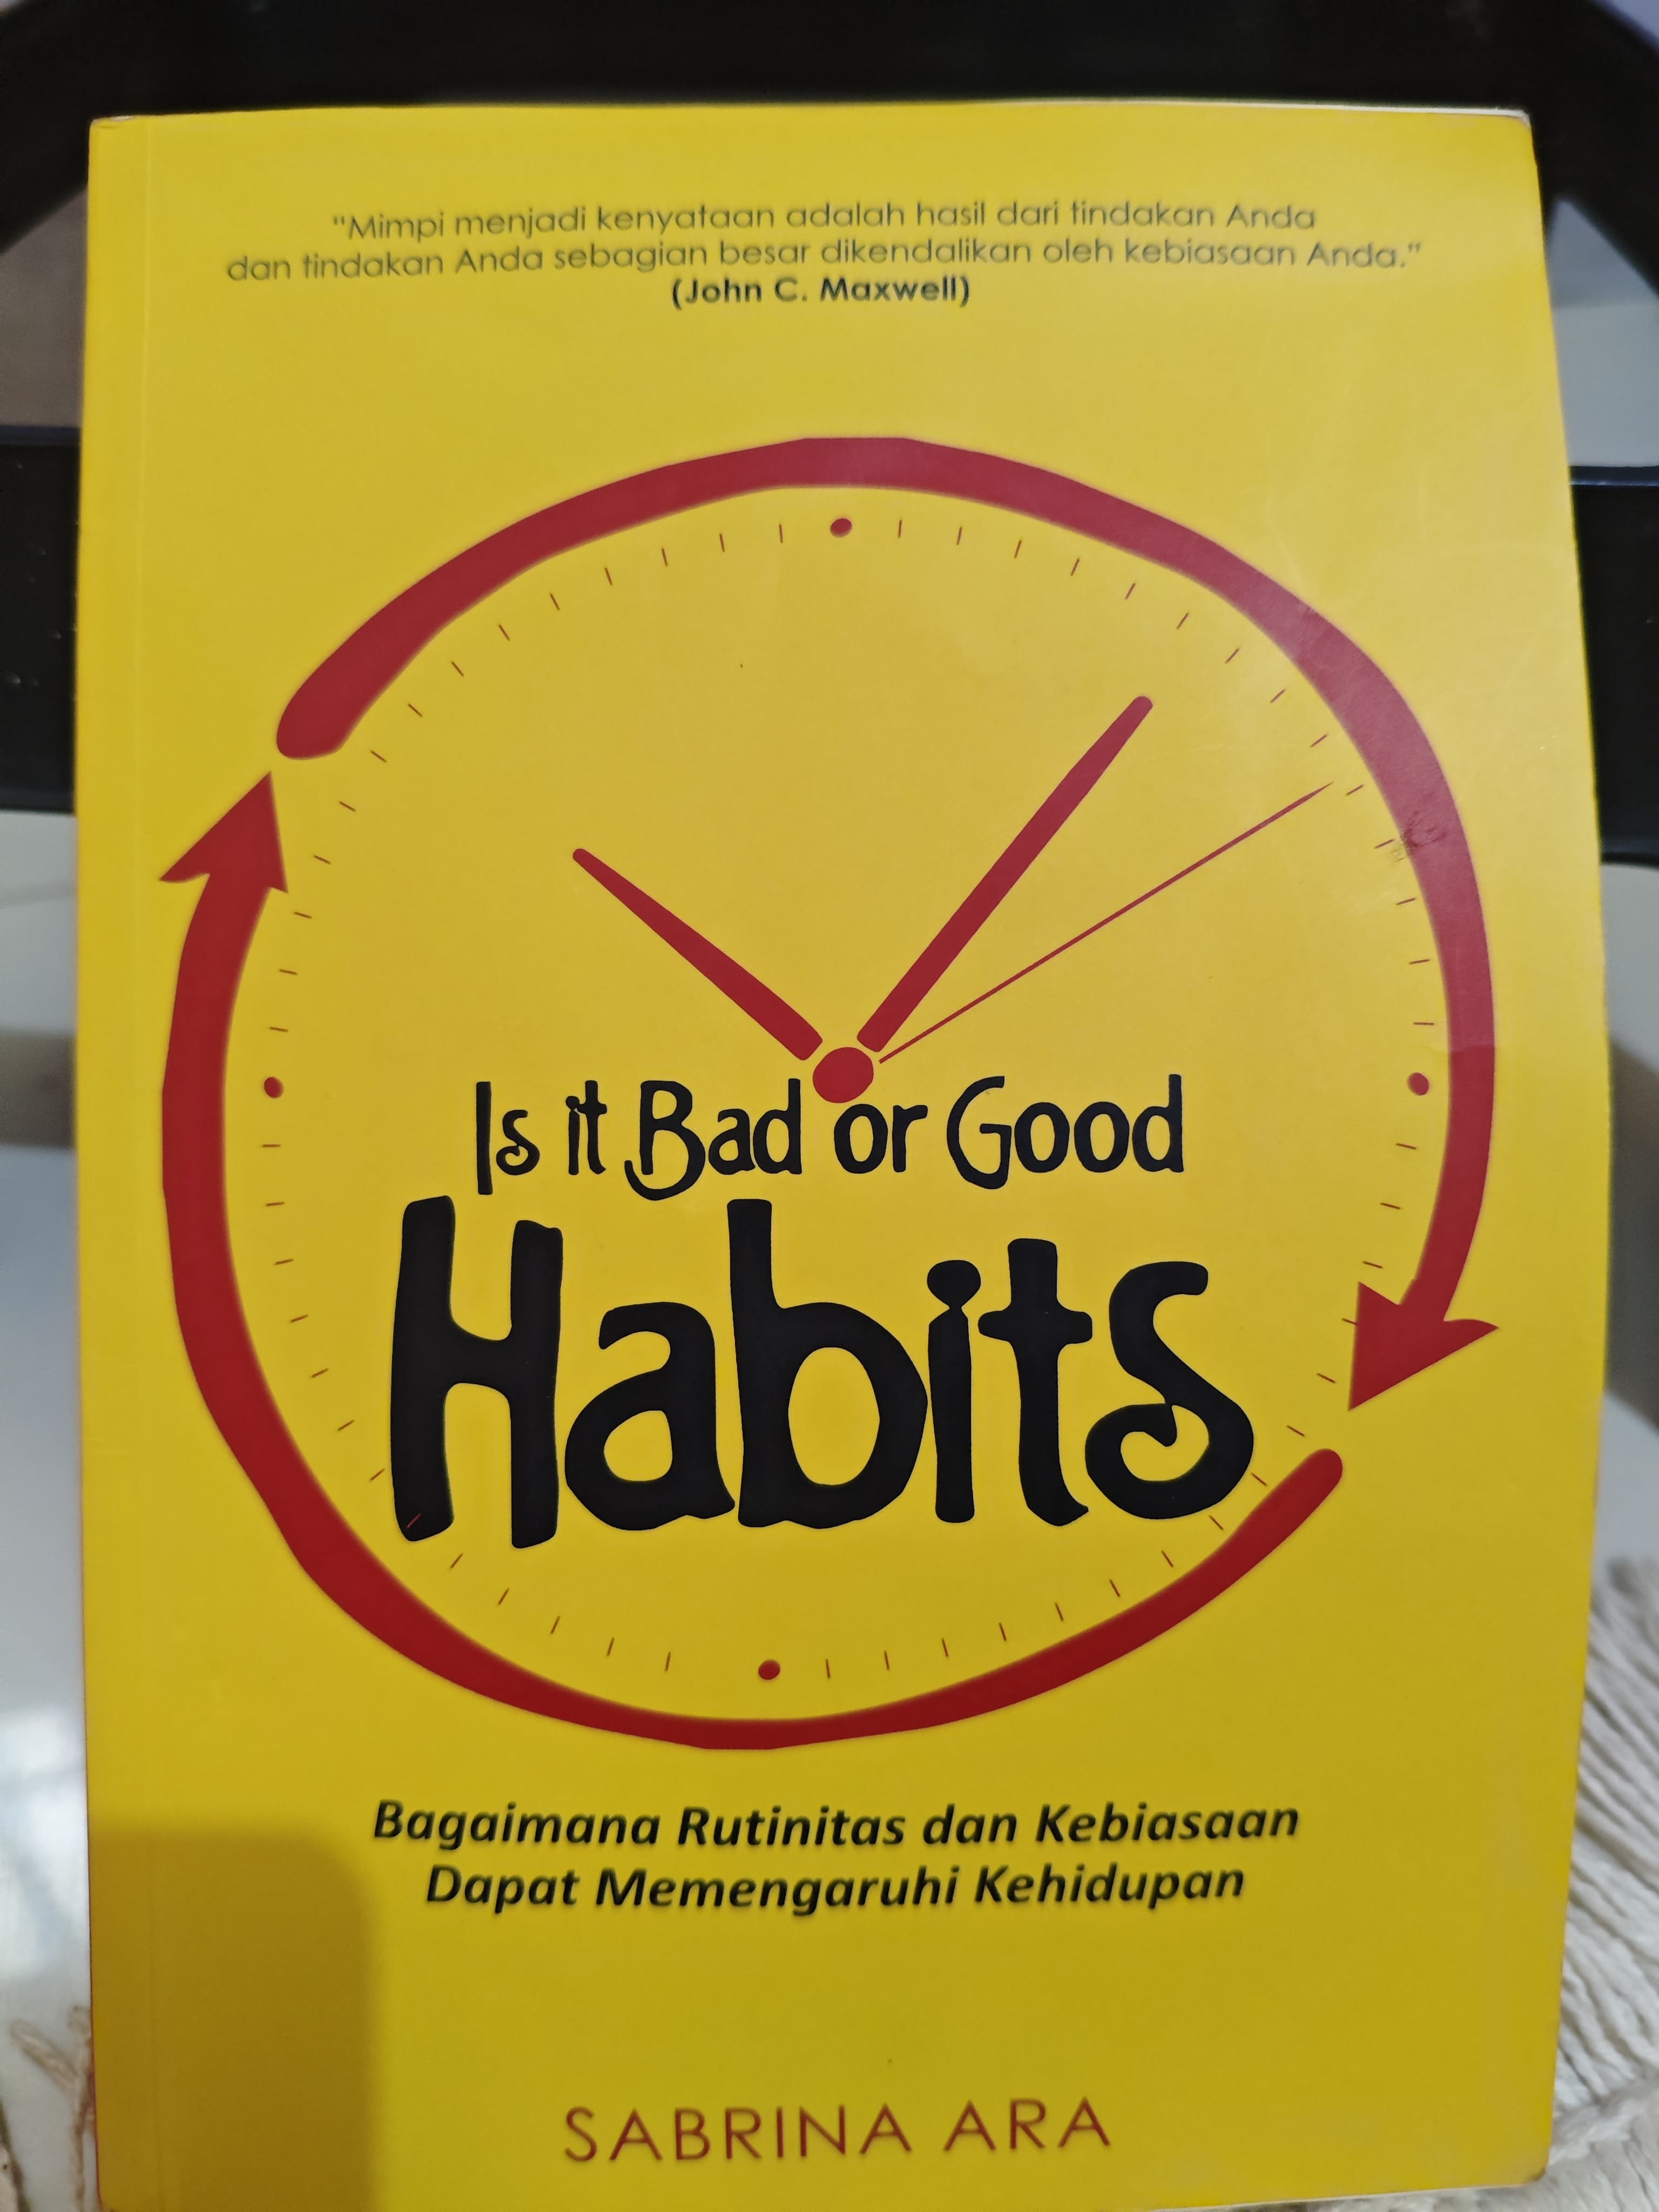 "Mimpi menjadi kenyataan adalah hasil dari tindakan Anda
dan tindakan Anda sebagian besar dikendalikan oleh kebiasaan Anda."
(John C. Maxwell)
Is it Bad or Good
Habits
Bagaimana Rutinitas dan Kebiasaan
Dapat Memengaruhi Kehidupan
SABRINA ARA